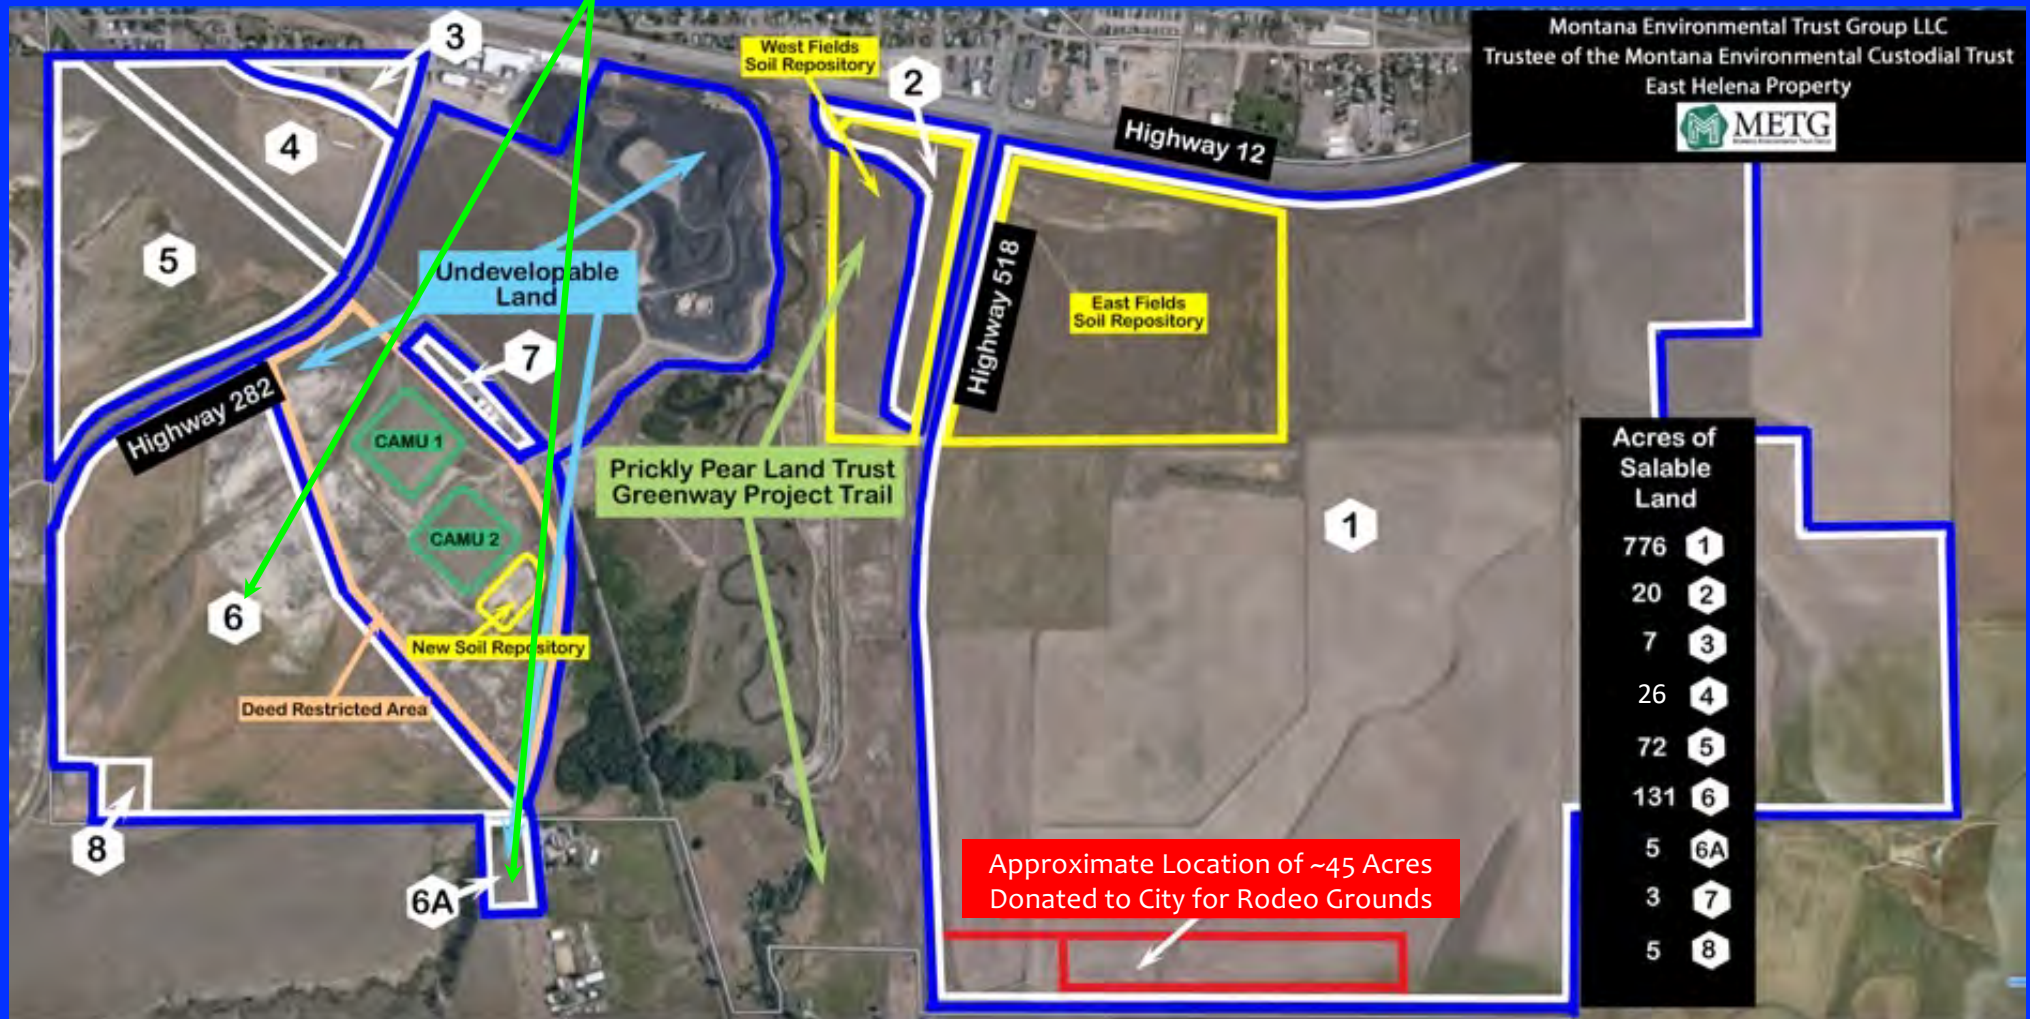 Montana Environmental Trust Group LLC
Trustee of the Montana Environmental Custodial Trust
East Helena Property
METG
3
West Fields
Soil Repository
2
Highway 12
4
5
Undevelopable
Land
Highway 518
East Fields
Soil Repository
7
Highway 282
CAMU 1
Prickly Pear Land Trust
Greenway Project Trail
1
CAMU 2
6
New Soil Repository
Deed Restricted Area
8
6A
Approximate Location of ~45 Acres
Donated to City for Rodeo Grounds
Acres of
Salable
Land
776 1
20 2
7 3
26 4
72 5
131 6
5 6A
3 7
5 8